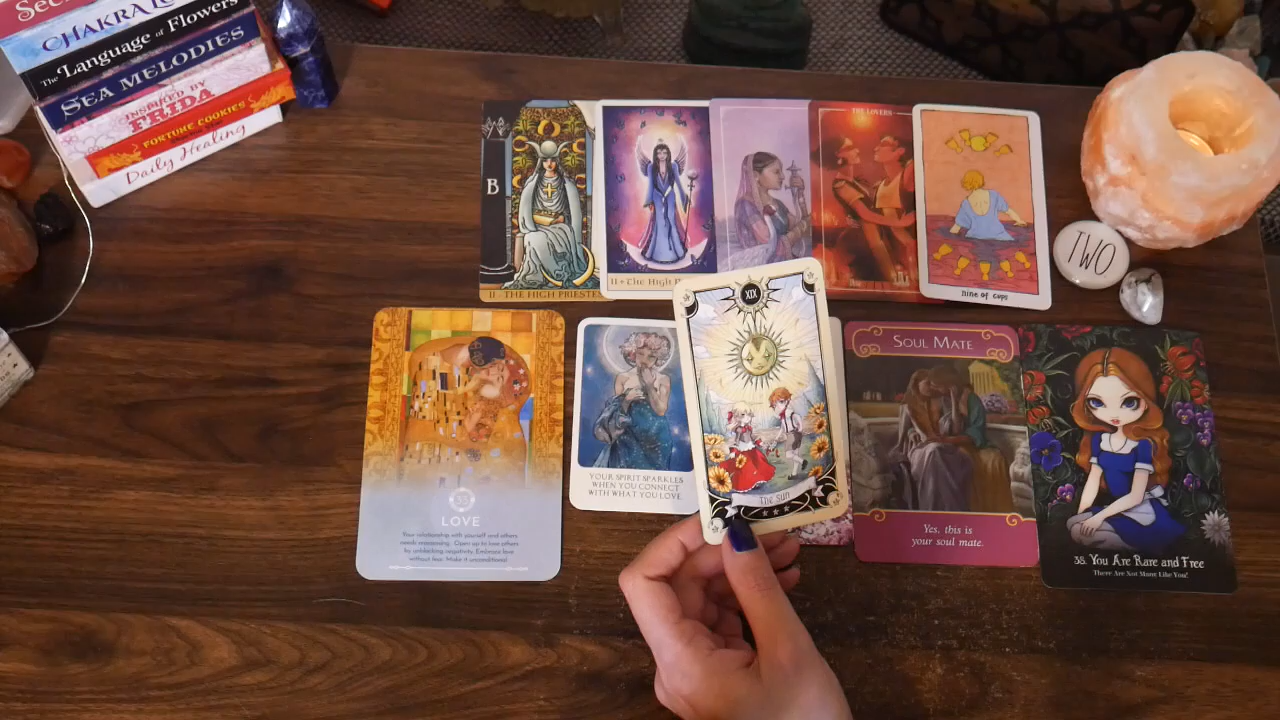 CHAKRA
The Language of Flowers
SEA MELODIES
INSPIRED BY
FRIDA
FORTUNE COOKIES
Daily Healing
B
II THE HIGH PRIESTES
II • The High
THE LOVERS
nine of cups
TWO
33
LOVE
Your relationship with yourself and others
needs reassessing. Open up to love others
by unblocking negativity. Embrace love
without fear. Make it unconditional.
YOUR SPIRIT SPARKLES
WHEN YOU CONNECT
WITH WHAT YOU LOVE.
XIX
The Sun
SOUL MATE
Yes, this is
your soul mate.
38. You Are Rare and Free
There Are Not Many Like You!